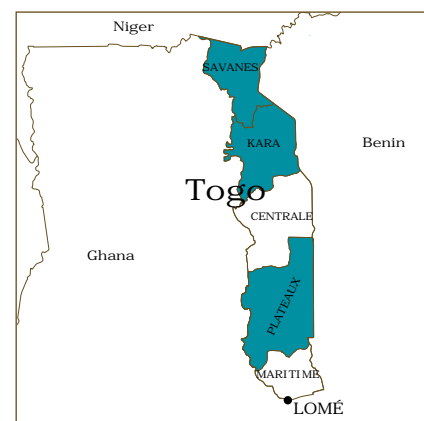 Niger
SAVANES
KARA
Benin
Togo
CENTRALE
Ghana
PLATEAUX
MARITIME
LOMÉ